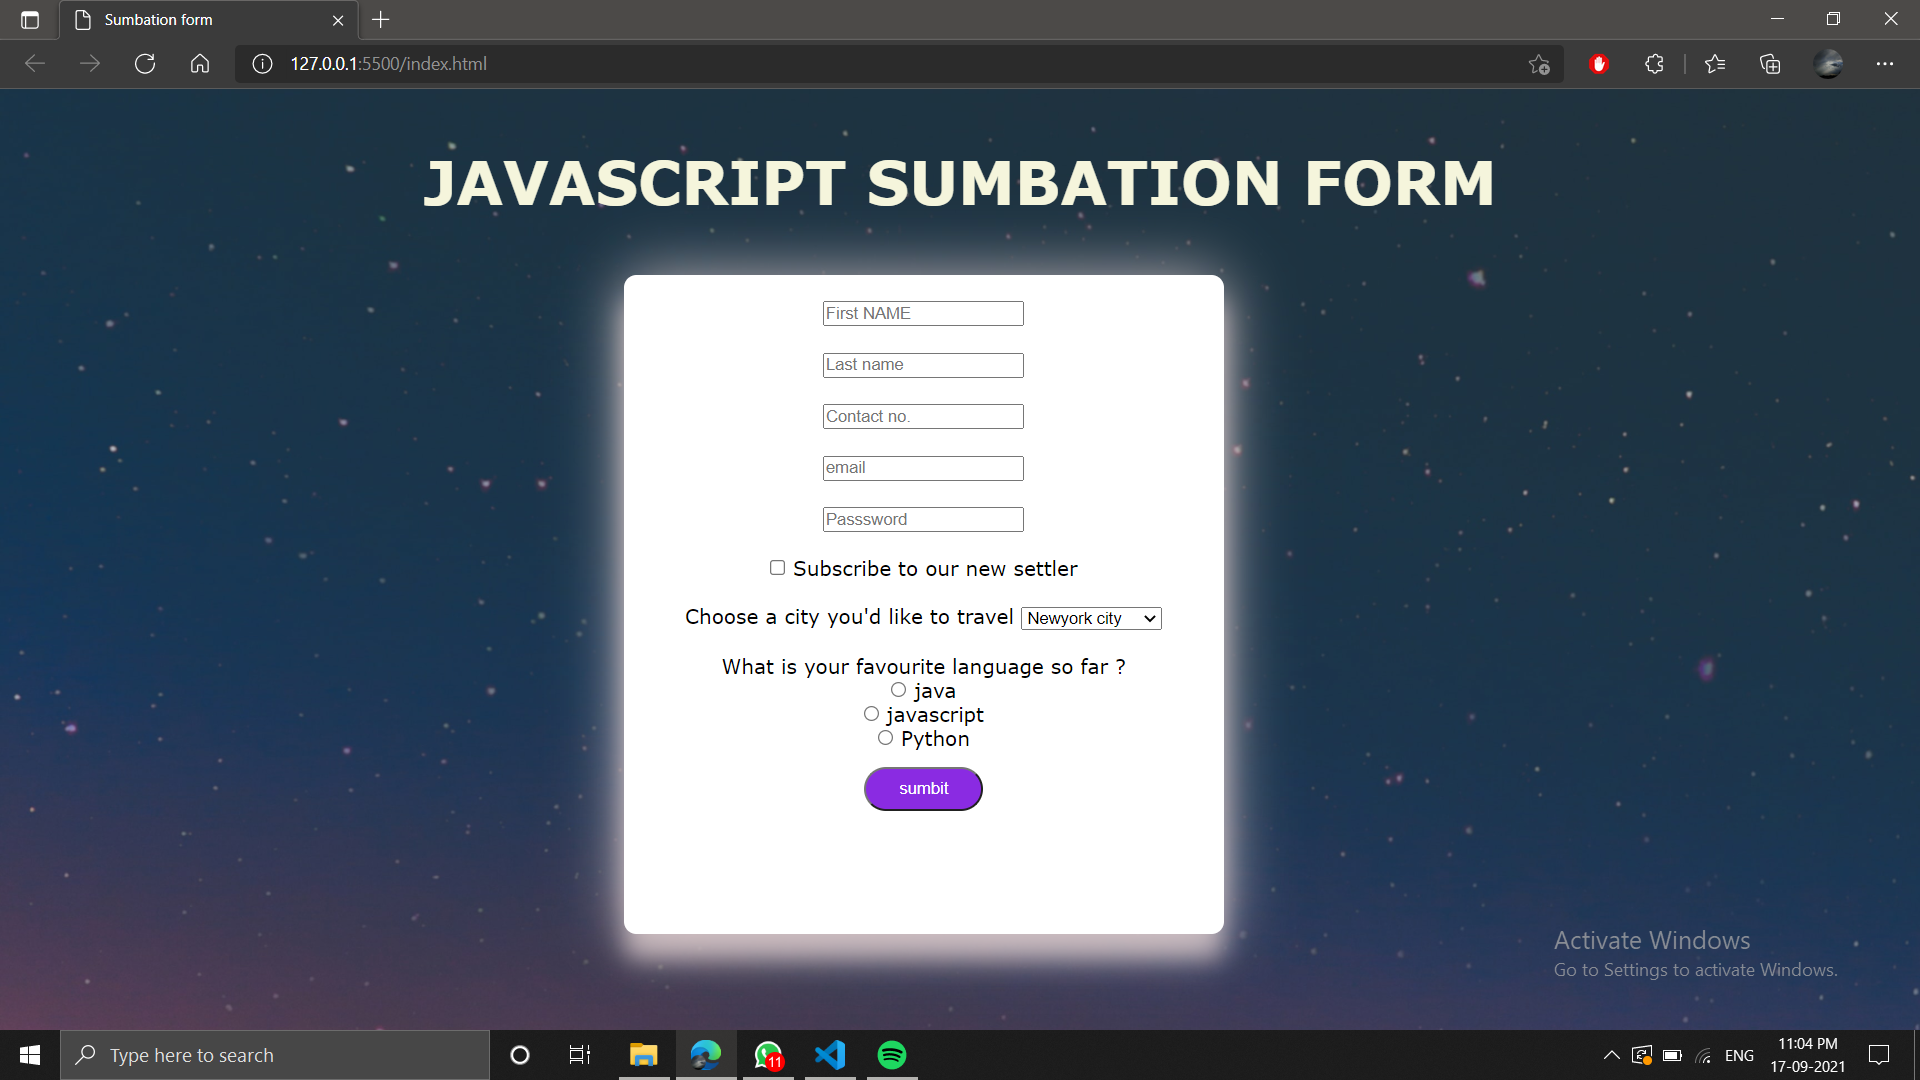 Sumbation form
127.0.0.1:5500/index.html
JAVASCRIPT SUMBATION FORM
First NAME
Last name
Contact no.
email
Passsword
Subscribe to our new settler
Choose a city you'd like to travel Newyork city
What is your favourite language so far ?
java
javascript
Python
sumbit
Activate Windows
Go to Settings to activate Windows.
Type here to search
11
ENG
11:04 PM
17-09-2021